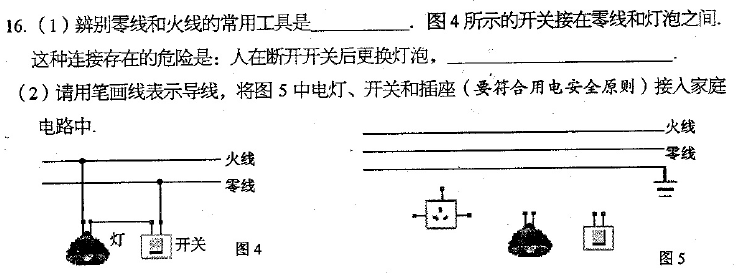 16.（1）辨别零线和火线的常用工具是__________. 图4所示的开关接在零线和灯泡之间.
这种连接存在的危险是：人在断开开关后更换灯泡，______________________.
（2）请用笔画线表示导线，将图5中电灯、开关和插座（要符合用电安全原则）接入家庭
电路中.
火线
零线
灯
开关
图4
火线
零线
图5